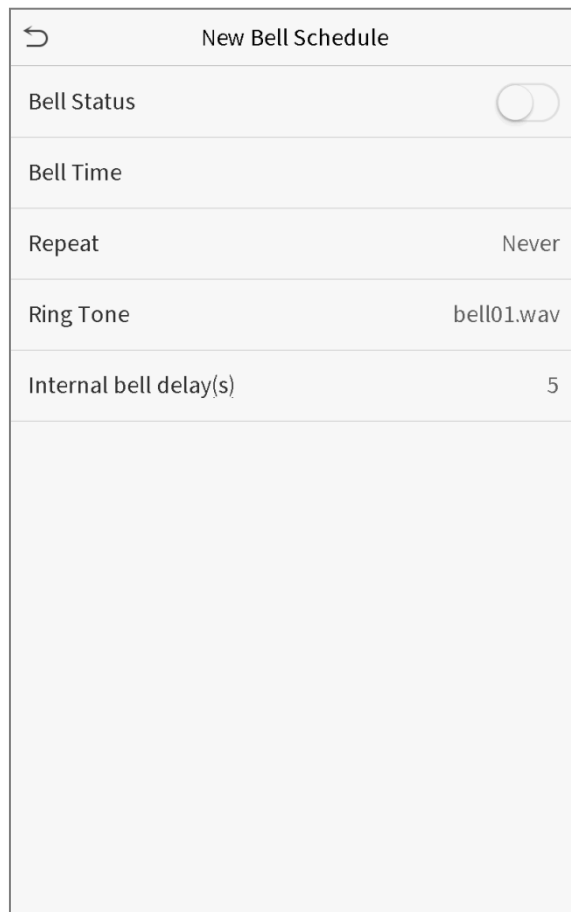 New Bell Schedule
Bell Status
Bell Time
Repeat Never
Ring Tone bell01.wav
Internal bell delay(s) 5